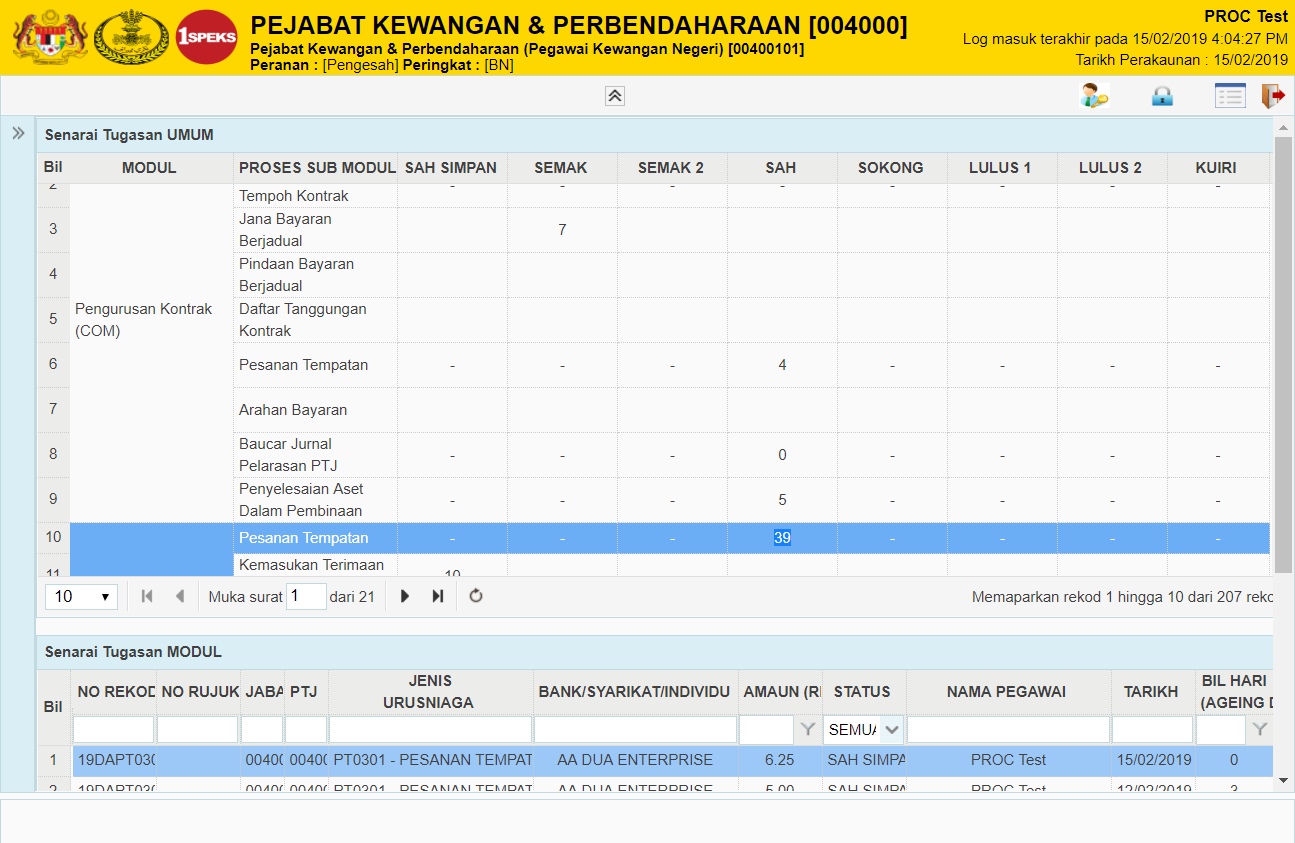 1SPEKS
PEJABAT KEWANGAN & PERBENDAHARAAN [004000]
Pejabat Kewangan & Perbendaharaan (Pegawai Kewangan Negeri) [00400101]
Peranan : [Pengesah] Peringkat : [BN]
PROC Test
Log masuk terakhir pada 15/02/2019 4:04:27 PM
Tarikh Perakaunan : 15/02/2019
Senarai Tugasan UMUM
Bil MODUL PROSES SUB MODUL SAH SIMPAN SEMAK SEMAK 2 SAH SOKONG LULUS 1 LULUS 2 KUIRI
2 Tempoh Kontrak - - - - - - - -
Pengurusan Kontrak
(COM)
3 Jana Bayaran
Berjadual 7
4 Pindaan Bayaran
Berjadual
5 Daftar Tanggungan
Kontrak
6 Pesanan Tempatan - - - 4 - - - -
7 Arahan Bayaran
8 Baucar Jurnal
Pelarasan PTJ - - - 0 - - - -
9 Penyelesaian Aset
Dalam Pembinaan - - - 5 - - - -
10 Pesanan Tempatan - - - 39 - - - -
11 Kemasukan Terimaan 10
10 Muka surat 1 dari 21 Memaparkan rekod 1 hingga 10 dari 207 reko
Senarai Tugasan MODUL
Bil NO REKOD NO RUJUK JABA PTJ JENIS
URUSNIAGA BANK/SYARIKAT/INDIVIDU AMAUN (R STATUS NAMA PEGAWAI TARIKH BIL HARI
(AGEING D
SEMUA
1 19DAPT030 0040 0040 PT0301 - PESANAN TEMPAT AA DUA ENTERPRISE 6.25 SAH SIMPA PROC Test 15/02/2019 0
2 19DAPT030 0040 0040 PT0301 - PESANAN TEMPAT AA DUA ENTERPRISE 5.00 SAH SIMPA PROC Test 12/02/2019 3